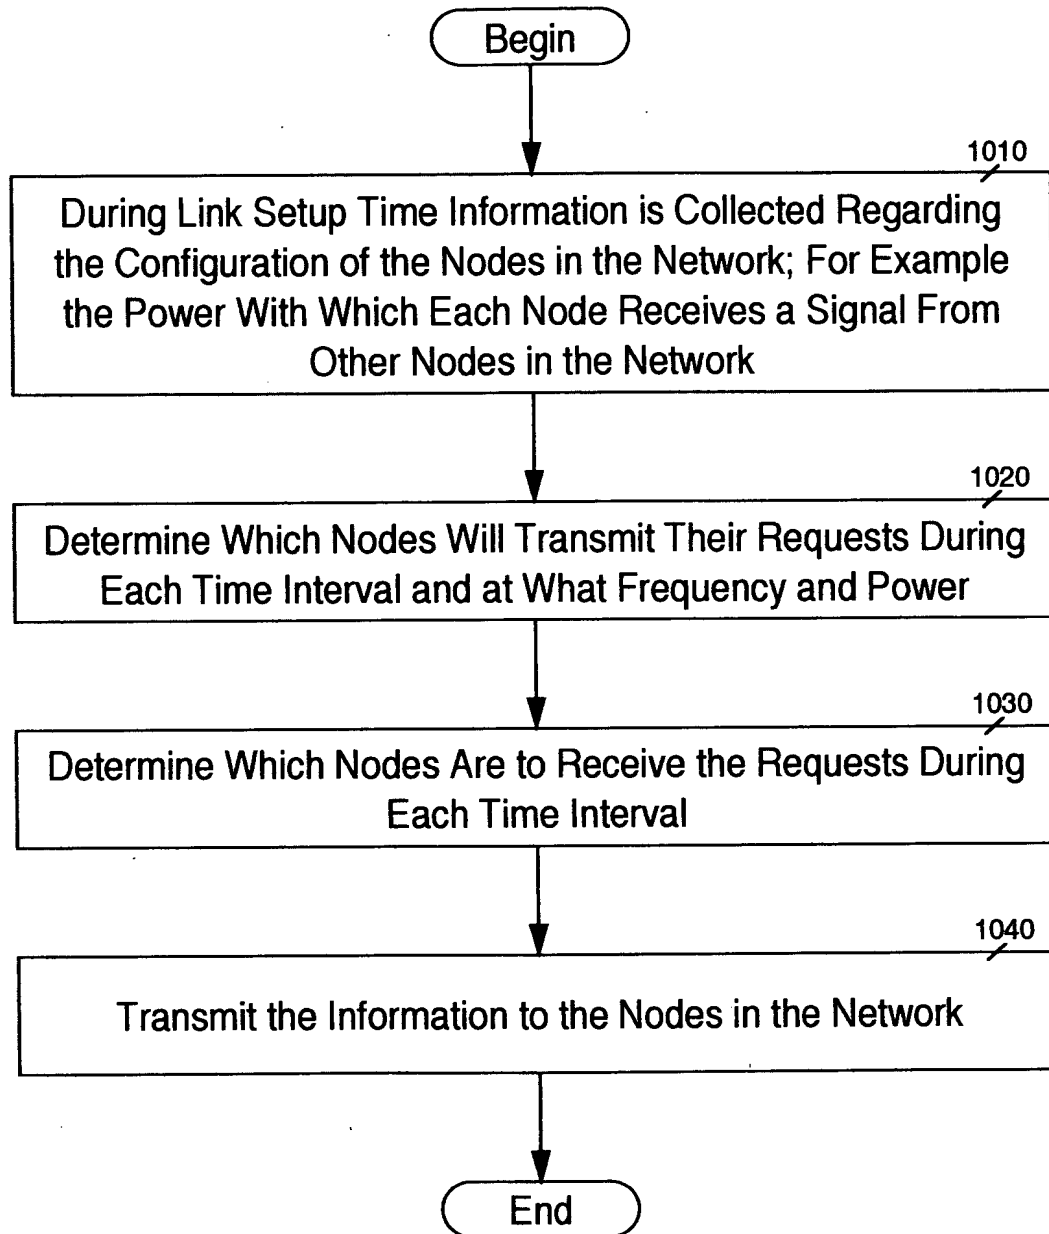 Begin
1010
During Link Setup Time Information is Collected Regarding
the Configuration of the Nodes in the Network; For Example
the Power With Which Each Node Receives a Signal From
Other Nodes in the Network
1020
Determine Which Nodes Will Transmit Their Requests During
Each Time Interval and at What Frequency and Power
1030
Determine Which Nodes Are to Receive the Requests During
Each Time Interval
1040
Transmit the Information to the Nodes in the Network
End